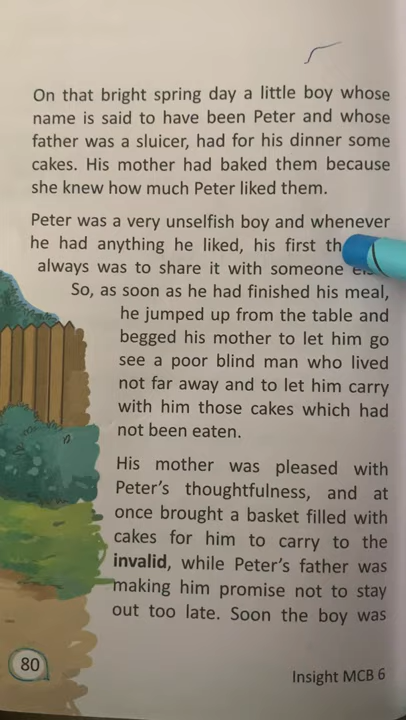 On that bright spring day a little boy whose
name is said to have been Peter and whose
father was a sluicer, had for his dinner some
cakes. His mother had baked them because
she knew how much Peter liked them.
Peter was a very unselfish boy and whenever
he had anything he liked, his first
always was to share it with someone
So, as soon as he had finished his meal,
he jumped up from the table and
begged his mother to let him go
see a poor blind man who lived
not far away and to let him carry
with him those cakes which had
not been eaten.
His mother was pleased with
Peter's thoughtfulness, and at
once brought a basket filled with
cakes for him to carry to the
invalid, while Peter's father was
making him promise not to stay
out too late. Soon the boy was
80
Insight MCB 6